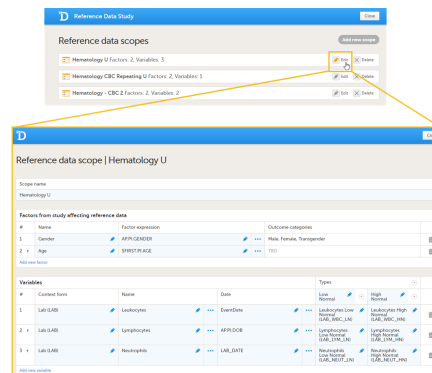 Reference Data Study
Close
Reference data scopes
Add new scope
Hematology U Factors: 2, Variables: 3
Edit
Delete
Hematology CBC Repeating U Factors: 2, Variables: 1
Edit
Delete
Hematology - CBC 2 Factors: 2, Variables: 2
Edit
Delete
Reference data scope | Hematology U
Scope name
Hematology U
Factors from study affecting reference data
# Name Factor expression Outcome categories
1 Gender AP.PI.GENDER ... Male, Female, Transgender
2 Age SFIRST.PI.AGE ... TBD
Add new factor
Variables Types
# Context form Name Date Low Normal High Normal
1 Lab (LAB) Leukocytes ... EventDate ... Leukocytes Low Normal (LAB_WBC_LN) Leukocytes High Normal (LAB_WBC_HN)
2 Lab (LAB) Lymphocytes ... AP.PI.DOB ... Lymphocytes Low Normal (LAB_LYM_LN) Lymphocytes High Normal (LAB_LYM_HN)
3 Lab (LAB) Neutrophils ... LAB_DATE ... Neutrophils Low Normal (LAB_NEUT_LN) Neutrophils High Normal (LAB_NEUT_HN)
Add new variable